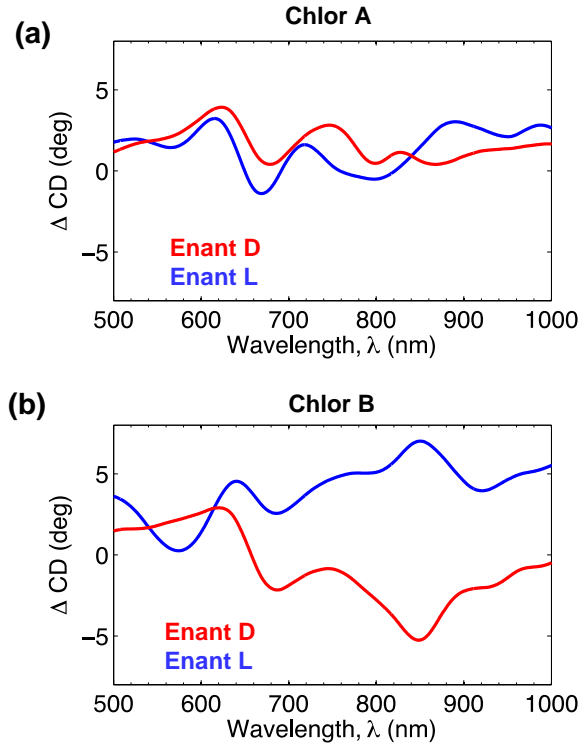 (a)
Chlor A
Δ CD (deg)
5
0
−5
Enant D
Enant L
500 600 700 800 900 1000
Wavelength, λ (nm)
(b)
Chlor B
Δ CD (deg)
5
0
−5
Enant D
Enant L
500 600 700 800 900 1000
Wavelength, λ (nm)